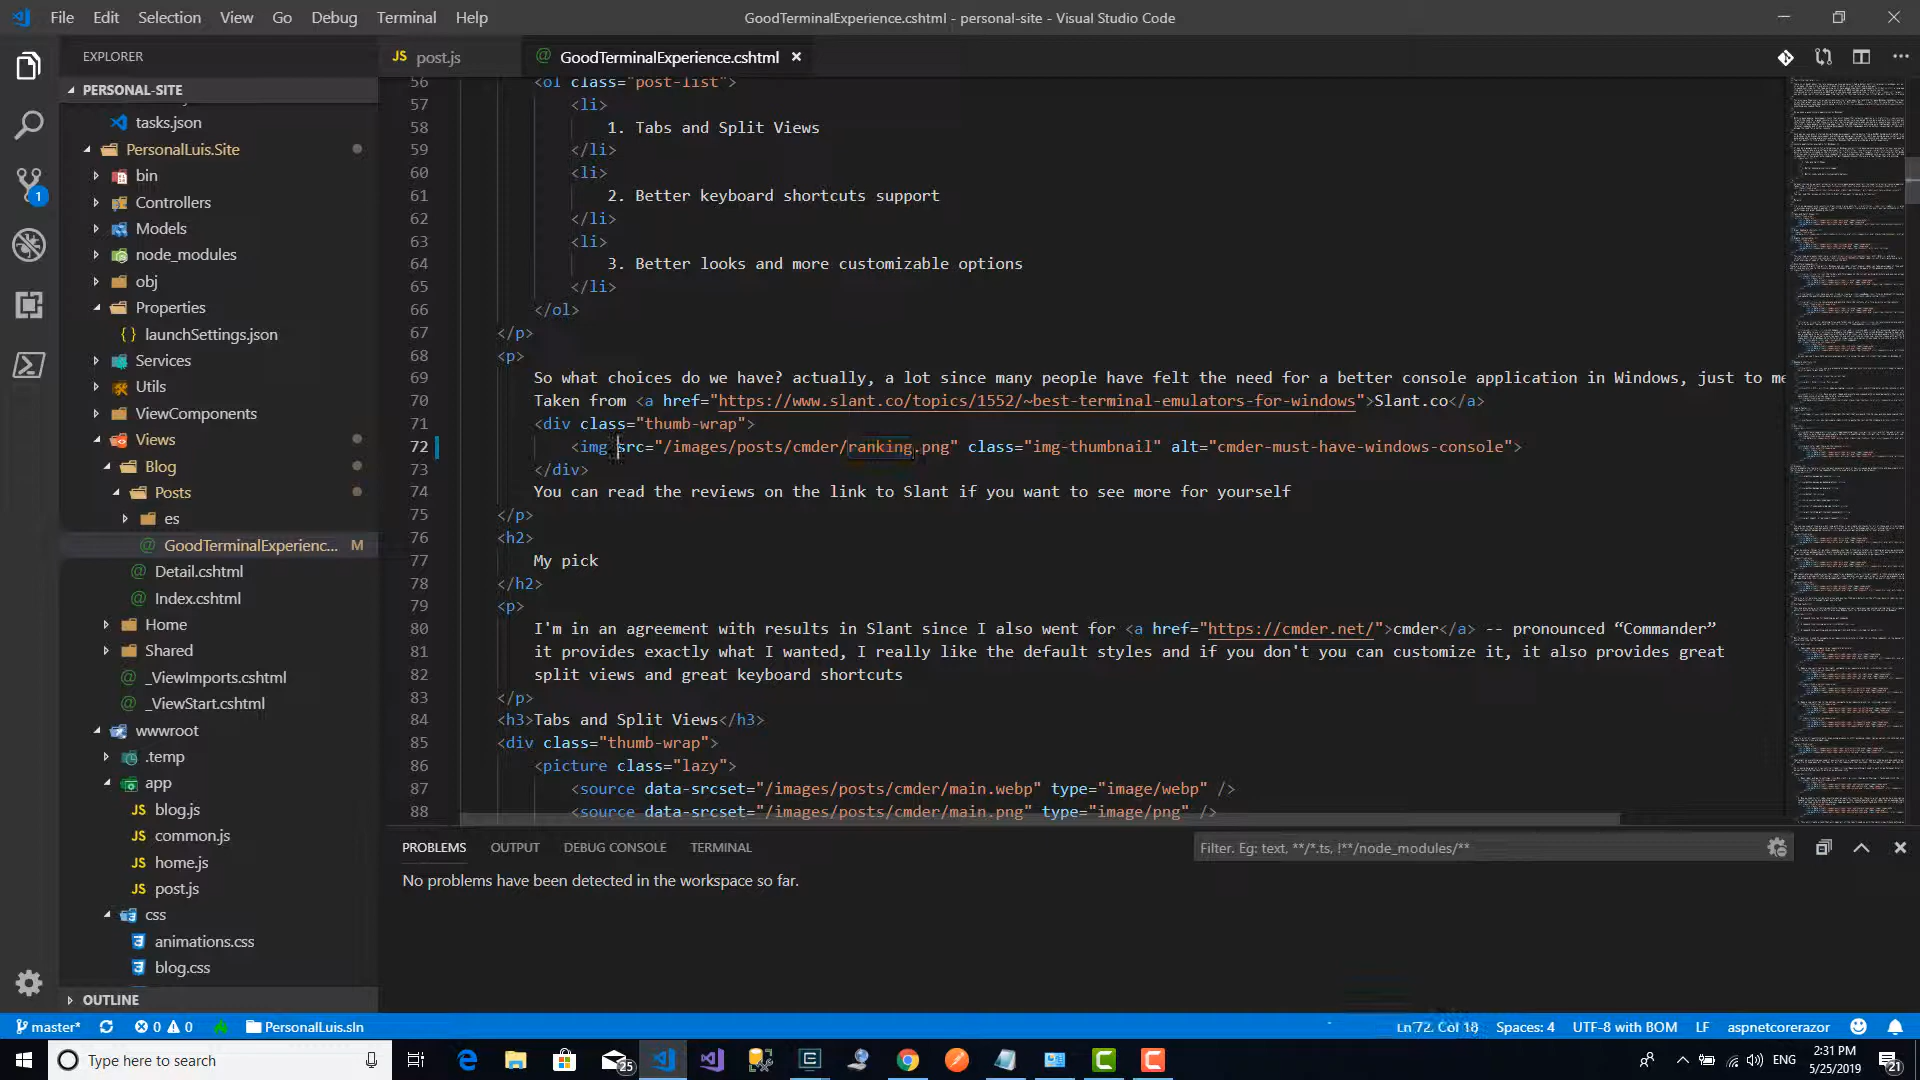 File Edit Selection View Go Debug Terminal Help
GoodTerminalExperience.cshtml - personal-site - Visual Studio Code
EXPLORER
PERSONAL-SITE
tasks.json
PersonalLuis.Site
bin
Controllers
Models
node_modules
obj
Properties
{} launchSettings.json
Services
Utils
ViewComponents
Views
Blog
Posts
es
@ GoodTerminalExperienc... M
@ Detail.cshtml
@ Index.cshtml
Home
Shared
@ _ViewImports.cshtml
@ _ViewStart.cshtml
wwwroot
.temp
app
JS blog.js
JS common.js
JS home.js
JS post.js
css
animations.css
blog.css
OUTLINE
JS post.js
@ GoodTerminalExperience.cshtml
56 <ol class="post-list">
57 <li>
58 1. Tabs and Split Views
59 </li>
60 <li>
61 2. Better keyboard shortcuts support
62 </li>
63 <li>
64 3. Better looks and more customizable options
65 </li>
66 </ol>
67 </p>
68 <p>
69 So what choices do we have? actually, a lot since many people have felt the need for a better console application in Windows, just to me
70 Taken from <a href="https://www.slant.co/topics/1552/~best-terminal-emulators-for-windows">Slant.co</a>
71 <div class="thumb-wrap">
72 <img src="/images/posts/cmder/ranking.png" class="img-thumbnail" alt="cmder-must-have-windows-console">
73 </div>
74 You can read the reviews on the link to Slant if you want to see more for yourself
75 </p>
76 <h2>
77 My pick
78 </h2>
79 <p>
80 I'm in an agreement with results in Slant since I also went for <a href="https://cmder.net/">cmder</a> -- pronounced “Commander”
81 it provides exactly what I wanted, I really like the default styles and if you don't you can customize it, it also provides great
82 split views and great keyboard shortcuts
83 </p>
84 <h3>Tabs and Split Views</h3>
85 <div class="thumb-wrap">
86 <picture class="lazy">
87 <source data-srcset="/images/posts/cmder/main.webp" type="image/webp" />
88 <source data-srcset="/images/posts/cmder/main.png" type="image/png" />
PROBLEMS OUTPUT DEBUG CONSOLE TERMINAL
Filter. Eg: text, **/*.ts, !**/node_modules/**
No problems have been detected in the workspace so far.
1
master* 0 0 PersonalLuis.sln
Ln 72, Col 18 Spaces: 4 UTF-8 with BOM LF aspnetcorerazor
Type here to search
25
ENG
2:31 PM
5/25/2019
21